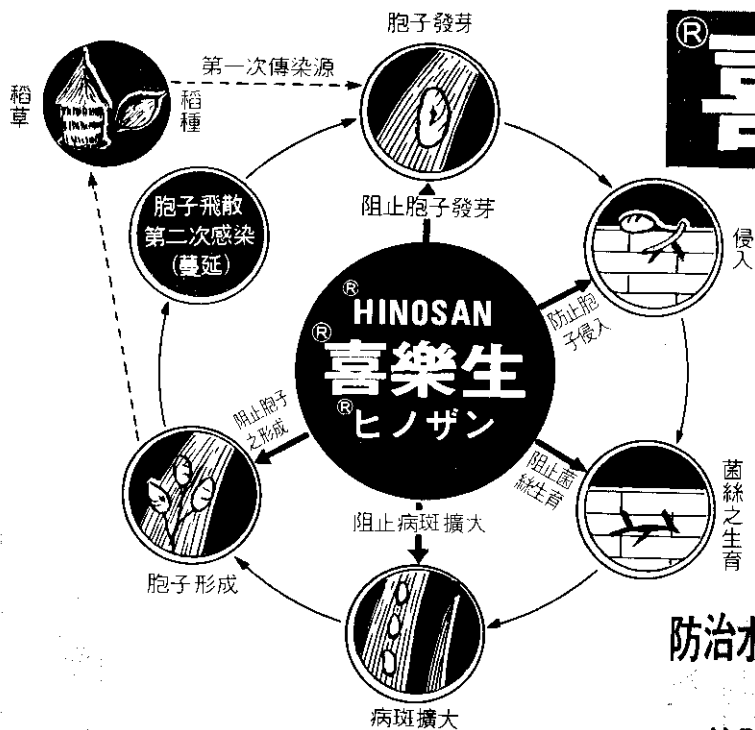 胞子發芽
®
喜
第一次傳染源
稻草
稻種
胞子飛散
第二次感染
(蔓延)
阻止胞子發芽
侵入
®
HINOSAN
®
喜樂生
®
ヒノザン
防止胞
子侵入
阻止胞子
之形成
阻止菌
絲生育
菌絲之生育
阻止病斑擴大
胞子形成
病斑擴大
防治水